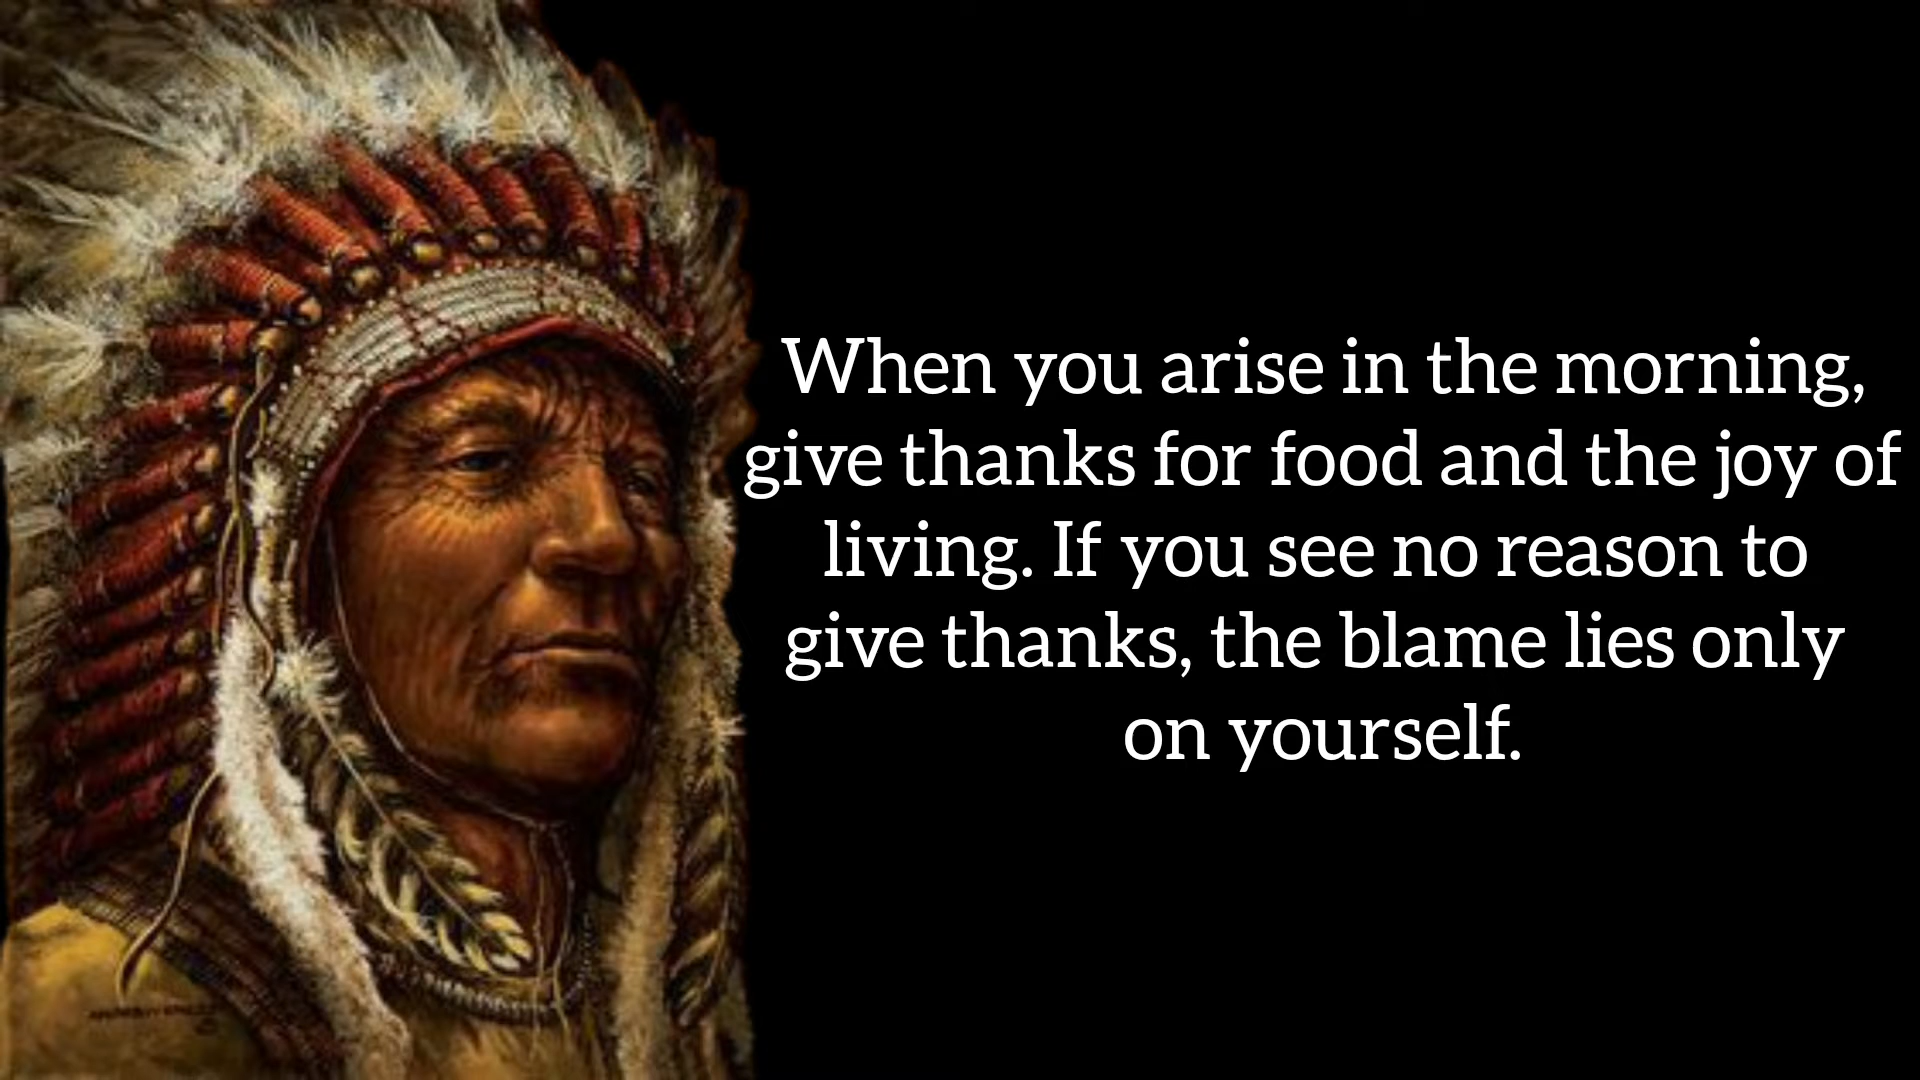 When you arise in the morning,
give thanks for food and the joy of
living. If you see no reason to
give thanks, the blame lies only
on yourself.